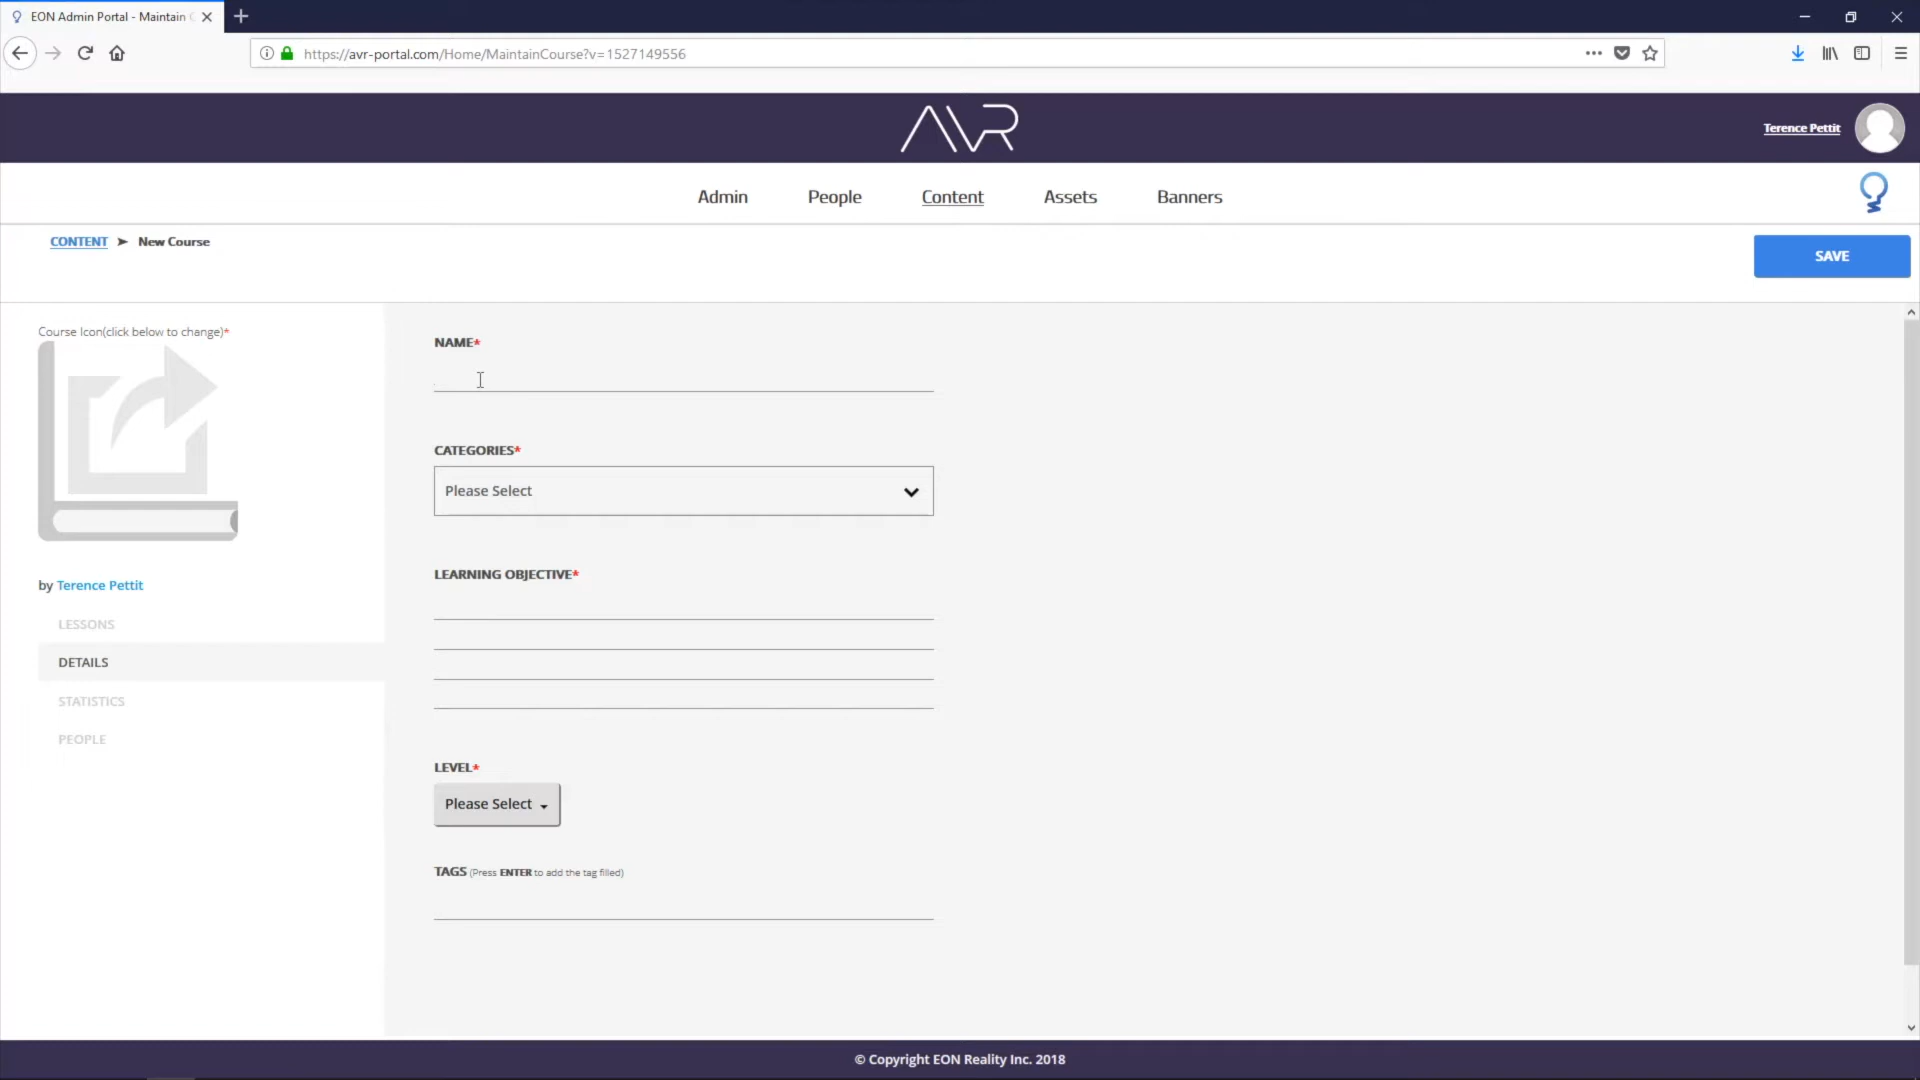 EON Admin Portal - Maintain
https://avr-portal.com/Home/MaintainCourse?v=1527149556
AVR
Terence Pettit
Admin
People
Content
Assets
Banners
CONTENT ➤ New Course
SAVE
Course Icon(click below to change)*
by Terence Pettit
LESSONS
DETAILS
STATISTICS
PEOPLE
NAME*
CATEGORIES*
Please Select
LEARNING OBJECTIVE*
LEVEL*
Please Select
TAGS (Press ENTER to add the tag filled)
© Copyright EON Reality Inc. 2018